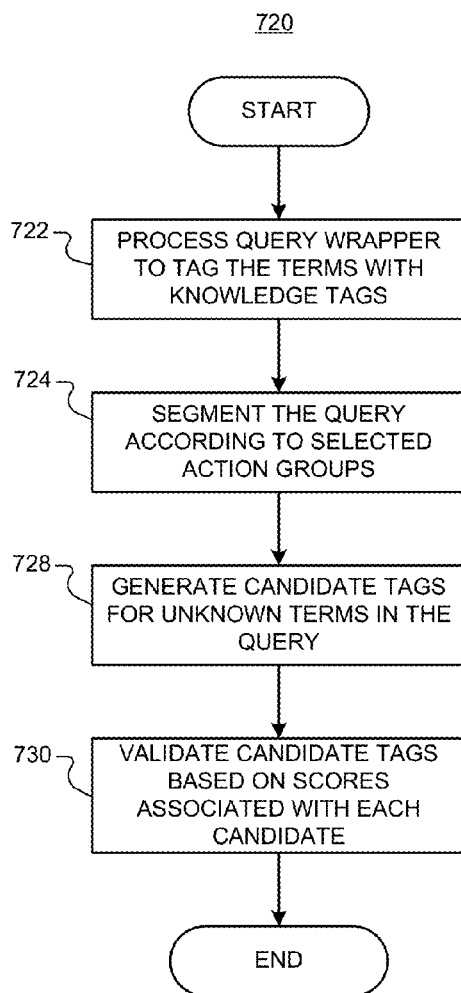 720
START
722
PROCESS QUERY WRAPPER
TO TAG THE TERMS WITH
KNOWLEDGE TAGS
724
SEGMENT THE QUERY
ACCORDING TO SELECTED
ACTION GROUPS
728
GENERATE CANDIDATE TAGS
FOR UNKNOWN TERMS IN THE
QUERY
730
VALIDATE CANDIDATE TAGS
BASED ON SCORES
ASSOCIATED WITH EACH
CANDIDATE
END